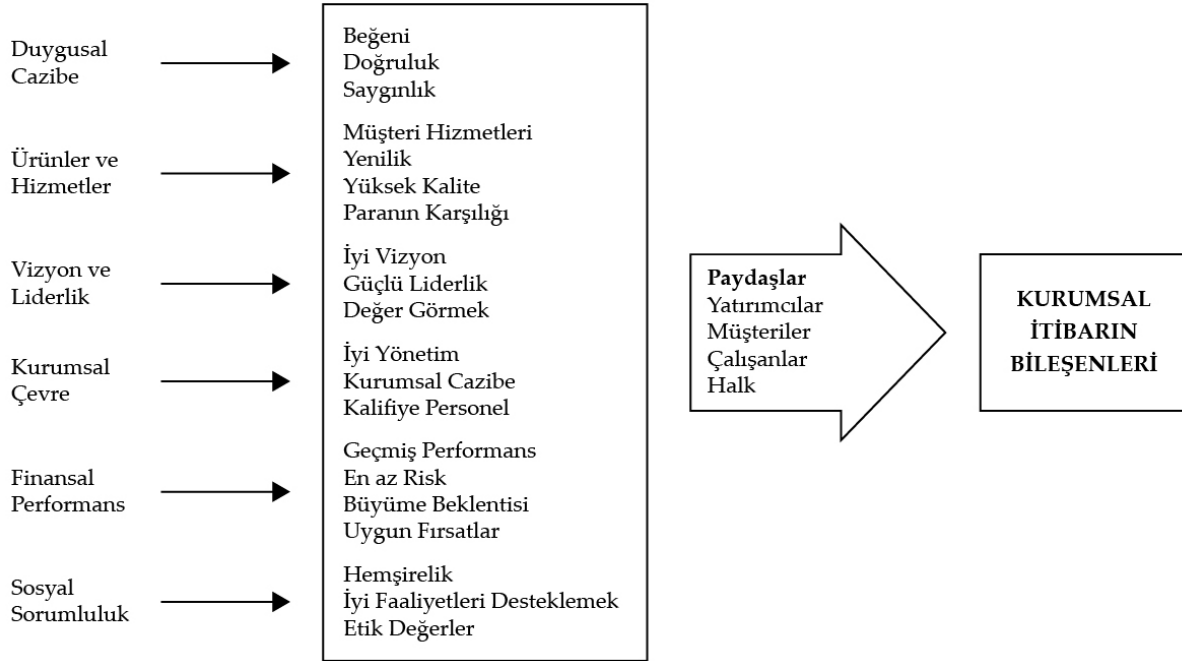 Duygusal
Cazibe
Beğeni
Doğruluk
Saygınlık
Ürünler ve
Hizmetler
Müşteri Hizmetleri
Yenilik
Yüksek Kalite
Paranın Karşılığı
Vizyon ve
Liderlik
İyi Vizyon
Güçlü Liderlik
Değer Görmek
Kurumsal
Çevre
İyi Yönetim
Kurumsal Cazibe
Kalifiye Personel
Finansal
Performans
Geçmiş Performans
En az Risk
Büyüme Beklentisi
Uygun Fırsatlar
Sosyal
Sorumluluk
Hemşirelik
İyi Faaliyetleri Desteklemek
Etik Değerler
Paydaşlar
Yatırımcılar
Müşteriler
Çalışanlar
Halk
KURUMSAL
İTİBARIN
BİLEŞENLERİ